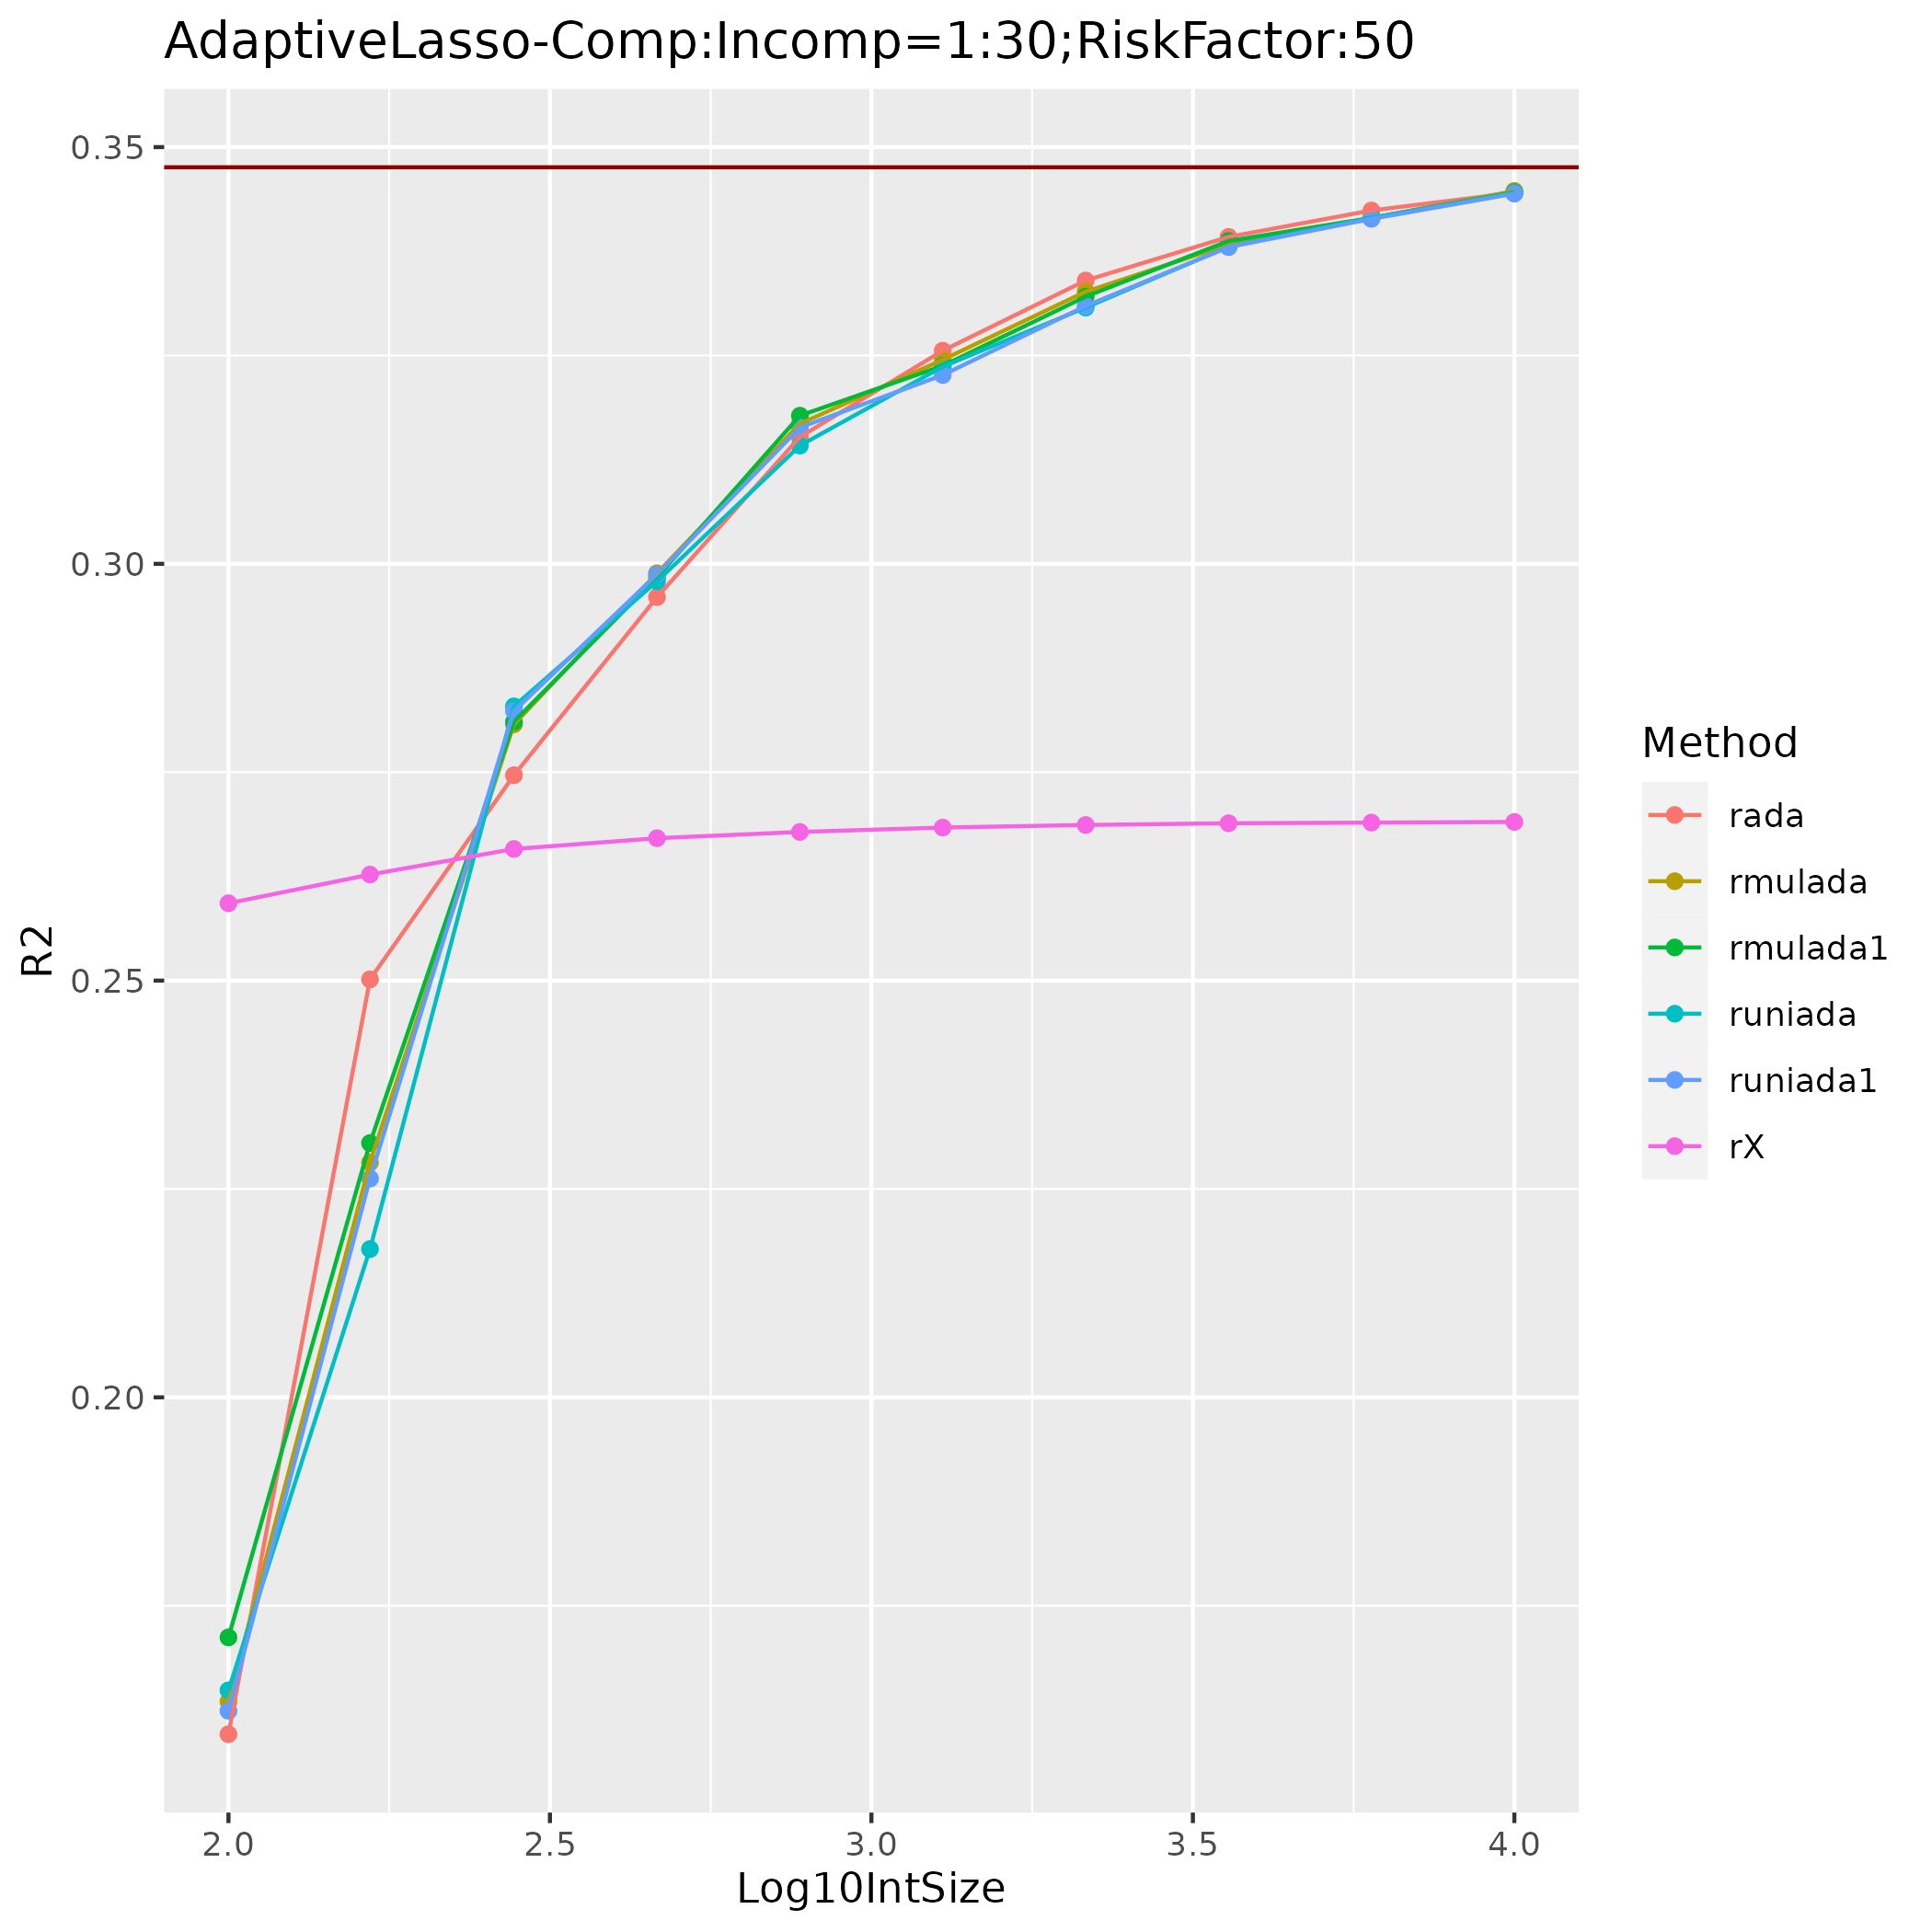 AdaptiveLasso-Comp:Incomp=1:30;RiskFactor:50
0.35
0.30
0.25
0.20
R2
2.0
2.5
3.0
3.5
4.0
Log10IntSize
Method
rada
rmulada
rmulada1
runiada
runiada1
rX